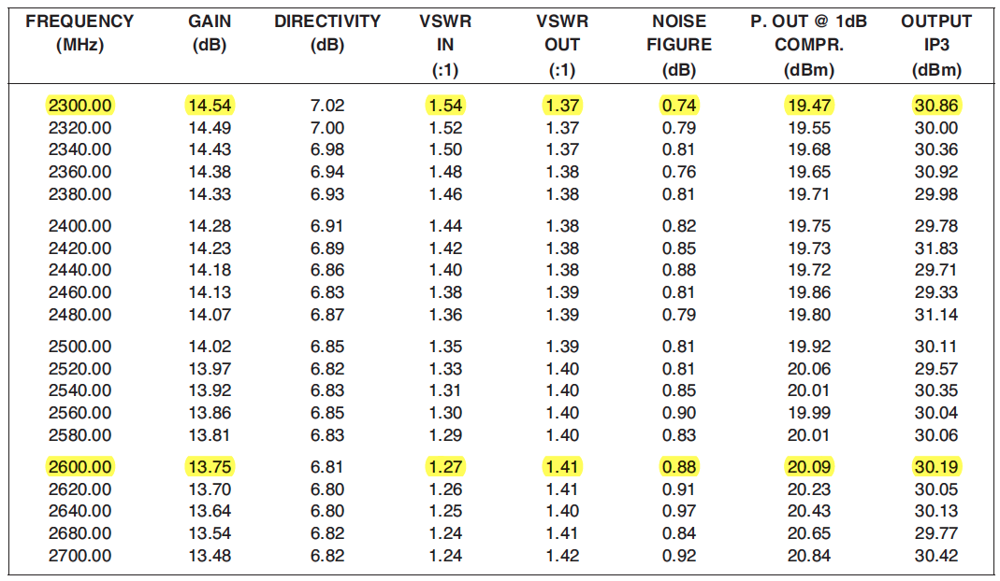 FREQUENCY GAIN DIRECTIVITY VSWR VSWR NOISE P. OUT @ 1dB OUTPUT
(MHz) (dB) (dB) IN OUT FIGURE COMPR. IP3
(:1) (:1) (dB) (dBm) (dBm)
2300.00 14.54 7.02 1.54 1.37 0.74 19.47 30.86
2320.00 14.49 7.00 1.52 1.37 0.79 19.55 30.00
2340.00 14.43 6.98 1.50 1.37 0.81 19.68 30.36
2360.00 14.38 6.94 1.48 1.38 0.76 19.65 30.92
2380.00 14.33 6.93 1.46 1.38 0.81 19.71 29.98
2400.00 14.28 6.91 1.44 1.38 0.82 19.75 29.78
2420.00 14.23 6.89 1.42 1.38 0.85 19.73 31.83
2440.00 14.18 6.86 1.40 1.38 0.88 19.72 29.71
2460.00 14.13 6.83 1.38 1.39 0.81 19.86 29.33
2480.00 14.07 6.87 1.36 1.39 0.79 19.80 31.14
2500.00 14.02 6.85 1.35 1.39 0.81 19.92 30.11
2520.00 13.97 6.82 1.33 1.40 0.81 20.06 29.57
2540.00 13.92 6.83 1.31 1.40 0.85 20.01 30.35
2560.00 13.86 6.85 1.30 1.40 0.90 19.99 30.04
2580.00 13.81 6.83 1.29 1.40 0.83 20.01 30.06
2600.00 13.75 6.81 1.27 1.41 0.88 20.09 30.19
2620.00 13.70 6.80 1.26 1.41 0.91 20.23 30.05
2640.00 13.64 6.80 1.25 1.40 0.97 20.43 30.13
2680.00 13.54 6.82 1.24 1.41 0.84 20.65 29.77
2700.00 13.48 6.82 1.24 1.42 0.92 20.84 30.42